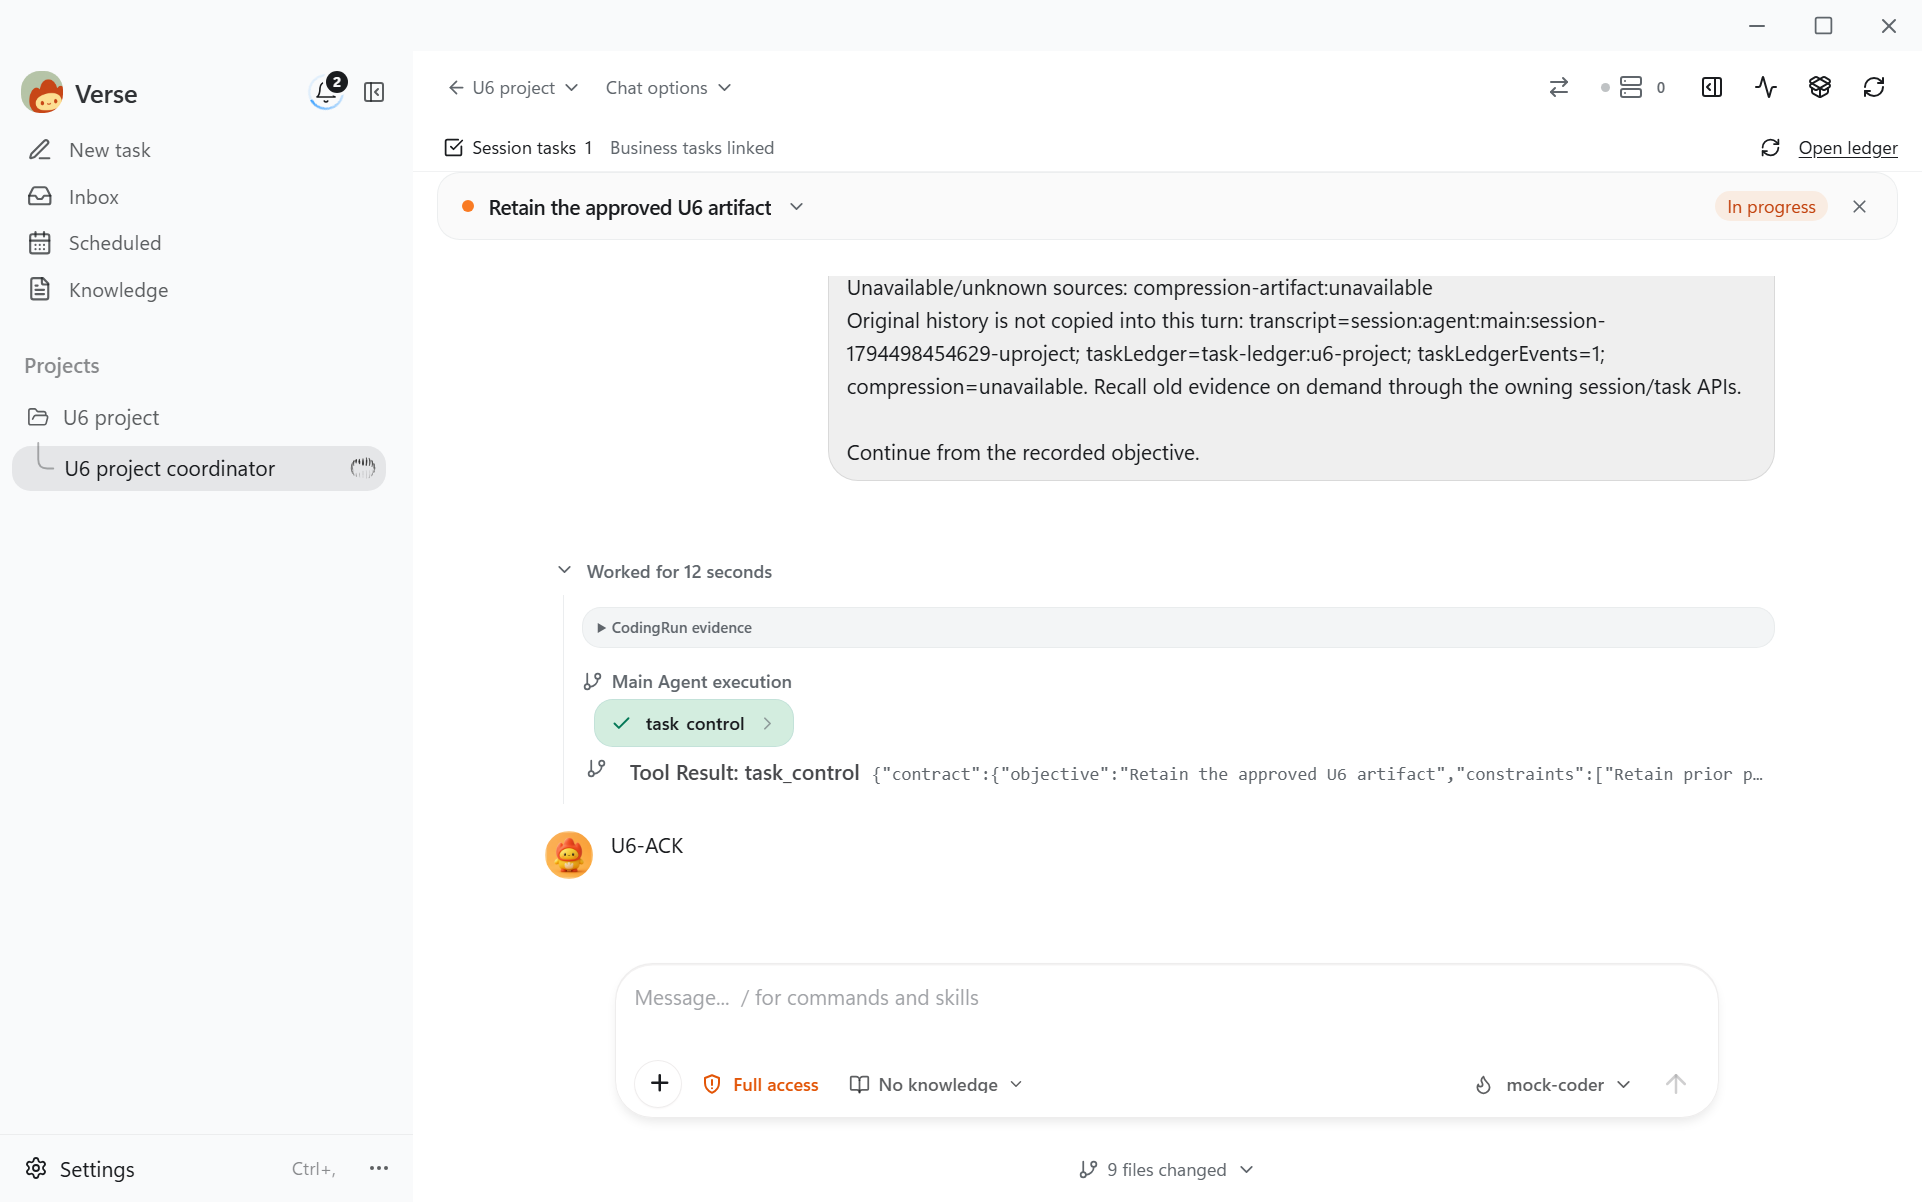 Verse
2
New task
Inbox
Scheduled
Knowledge
Projects
U6 project
U6 project coordinator
Settings
Ctrl+,
U6 project
Chat options
0
Session tasks 1
Business tasks linked
Open ledger
Retain the approved U6 artifact
In progress
Unavailable/unknown sources: compression-artifact:unavailable
Original history is not copied into this turn: transcript=session:agent:main:session-
1794498454629-uproject; taskLedger=task-ledger:u6-project; taskLedgerEvents=1;
compression=unavailable. Recall old evidence on demand through the owning session/task APIs.
Continue from the recorded objective.
Worked for 12 seconds
CodingRun evidence
Main Agent execution
task control
Tool Result: task_control {"contract":{"objective":"Retain the approved U6 artifact","constraints":["Retain prior p…
U6-ACK
Message... / for commands and skills
Full access
No knowledge
mock-coder
9 files changed